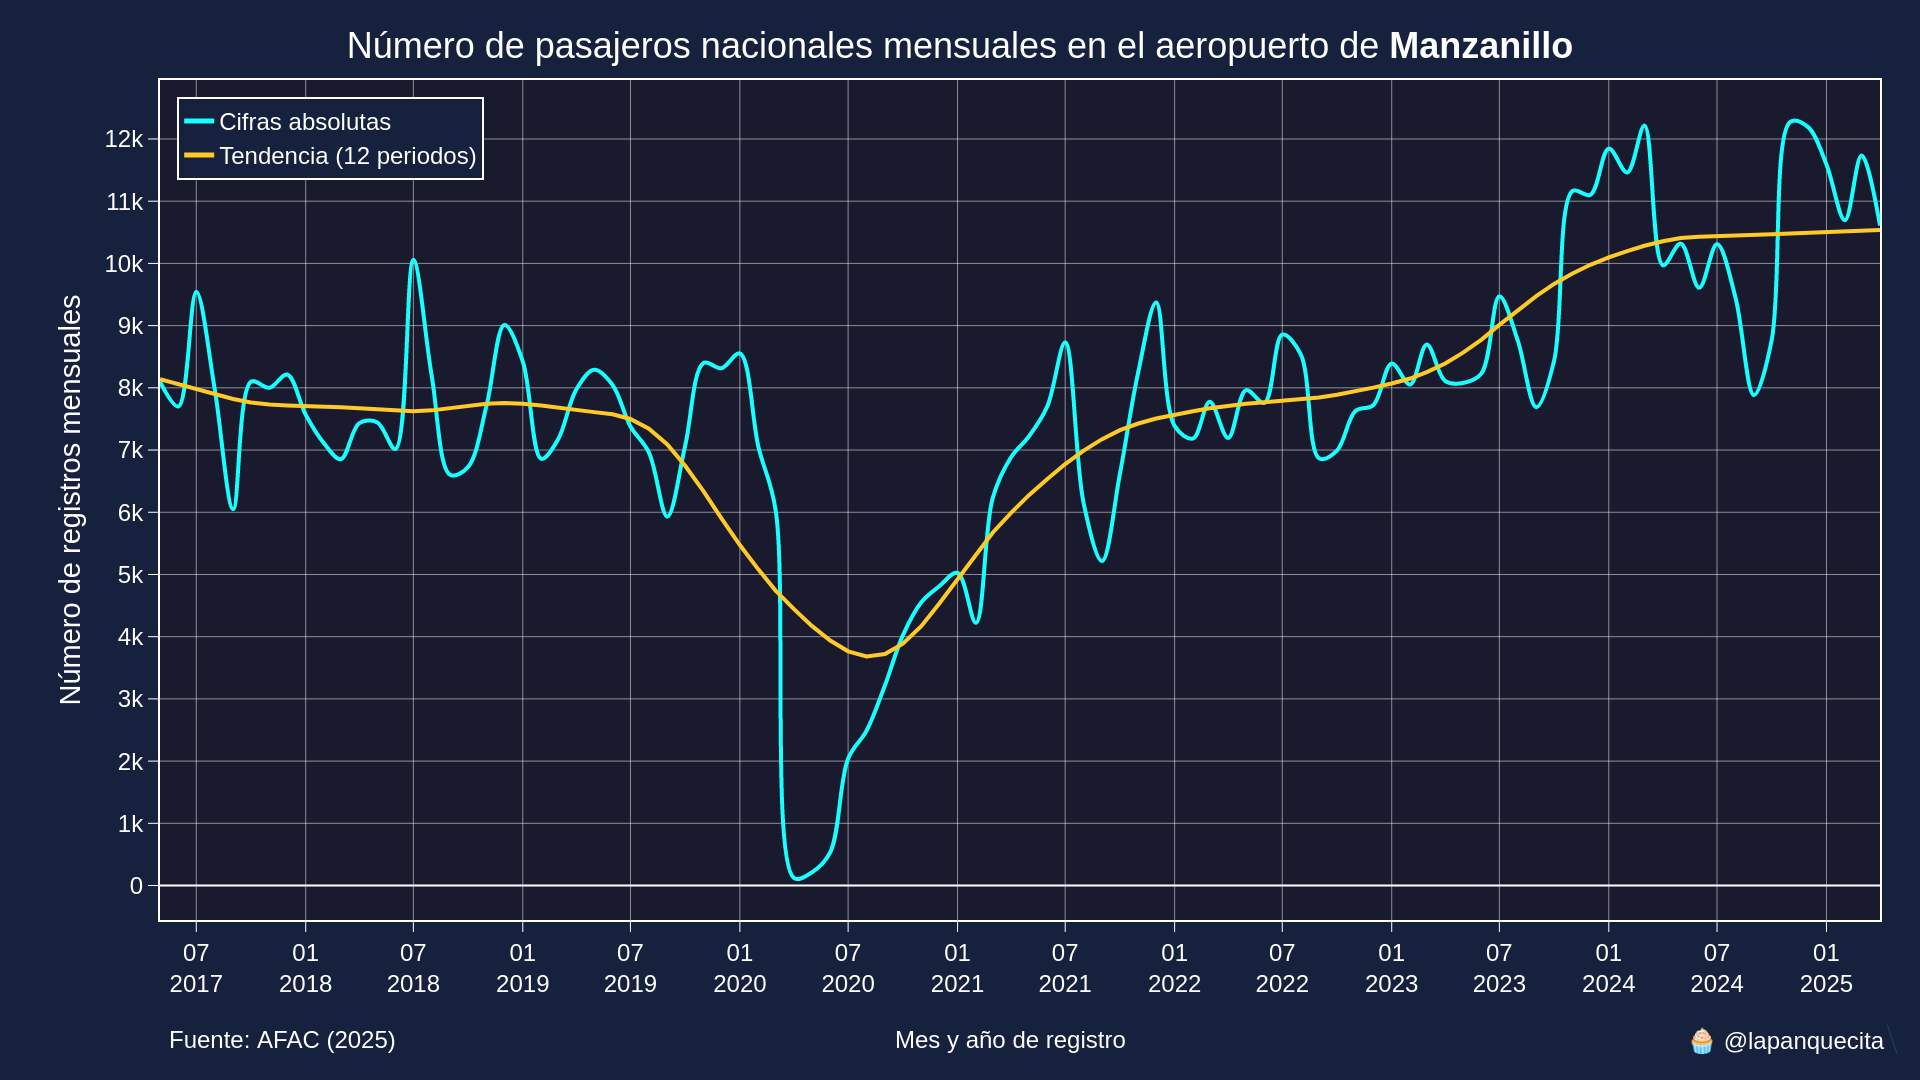 Número de pasajeros nacionales mensuales en el aeropuerto de Manzanillo
Cifras absolutas
Tendencia (12 periodos)
Número de registros mensuales
12k
11k
10k
9k
8k
7k
6k
5k
4k
3k
2k
1k
0
07 01 07 01 07 01 07 01 07 01 07 01 07 01 07 01
2017 2018 2018 2019 2019 2020 2020 2021 2021 2022 2022 2023 2023 2024 2024 2025
Fuente: AFAC (2025)
Mes y año de registro
🧁 @lapanquecita